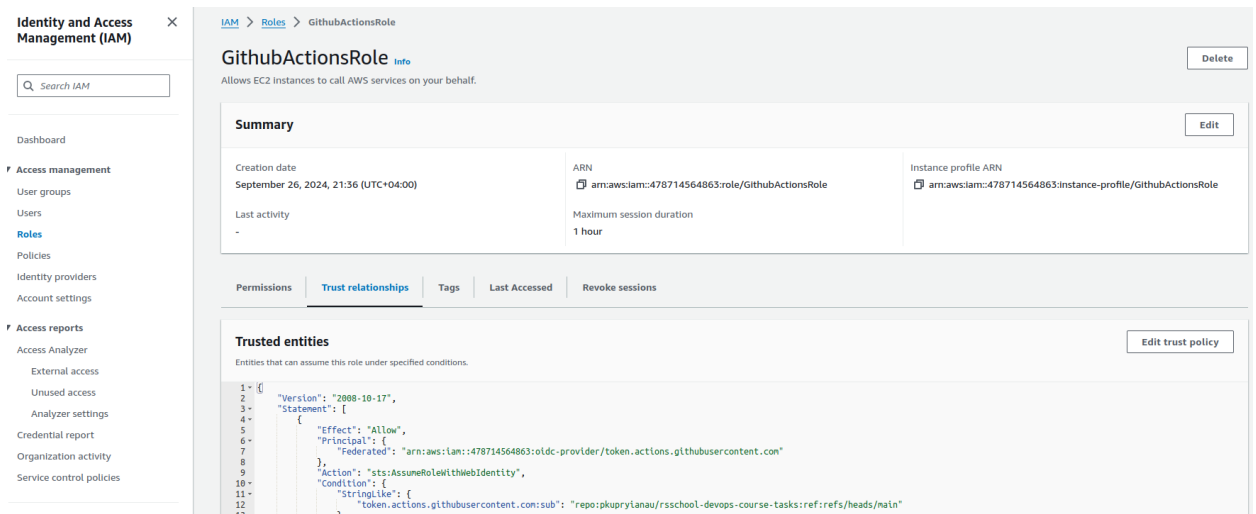 Identity and Access
Management (IAM)
Search IAM
Dashboard
Access management
User groups
Users
Roles
Policies
Identity providers
Account settings
Access reports
Access Analyzer
External access
Unused access
Analyzer settings
Credential report
Organization activity
Service control policies
IAM > Roles > GithubActionsRole
GithubActionsRole Info
Delete
Allows EC2 instances to call AWS services on your behalf.
Summary
Edit
Creation date
September 26, 2024, 21:36 (UTC+04:00)
Last activity
-
ARN
arn:aws:iam::478714564863:role/GithubActionsRole
Maximum session duration
1 hour
Instance profile ARN
arn:aws:iam::478714564863:instance-profile/GithubActionsRole
Permissions Trust relationships Tags Last Accessed Revoke sessions
Trusted entities
Edit trust policy
Entities that can assume this role under specified conditions.
1 {
2 "Version": "2008-10-17",
3 "Statement": [
4 {
5 "Effect": "Allow",
6 "Principal": {
7 "Federated": "arn:aws:iam::478714564863:oidc-provider/token.actions.githubusercontent.com"
8 },
9 "Action": "sts:AssumeRoleWithWebIdentity",
10 "Condition": {
11 "StringLike": {
12 "token.actions.githubusercontent.com:sub": "repo:pkupryianau/rsschool-devops-course-tasks:ref:refs/heads/main"